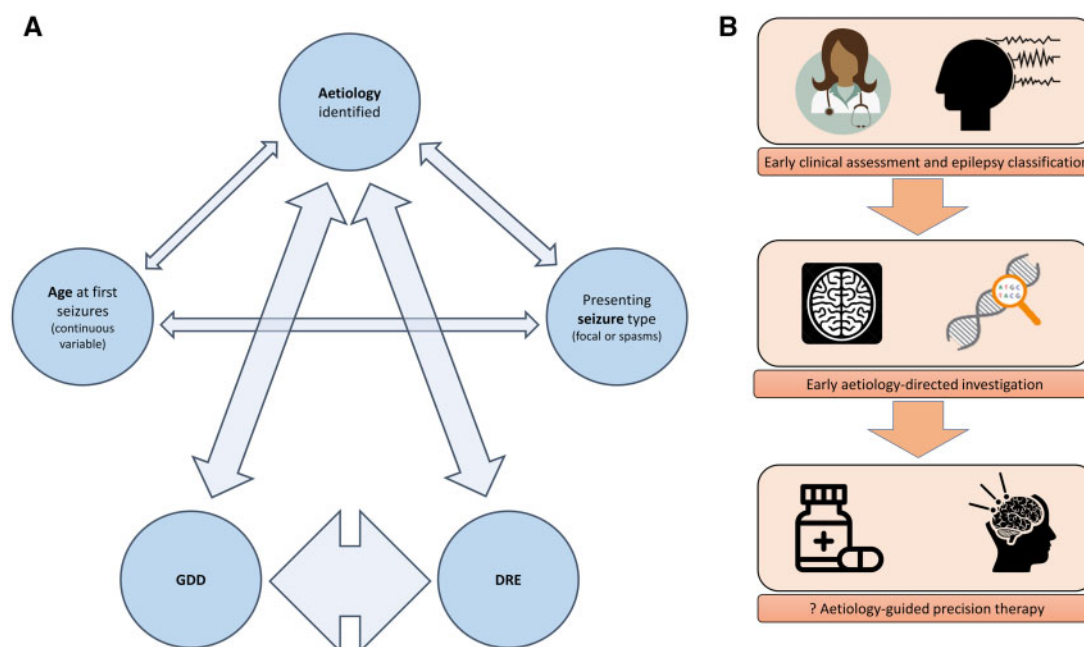 A
Aetiology
identified
Age at first
seizures
(continuous
variable)
Presenting
seizure type
(focal or spasms)
GDD
DRE
B
Early clinical assessment and epilepsy classification
A T G C
T A C G
Early aetiology-directed investigation
? Aetiology-guided precision therapy